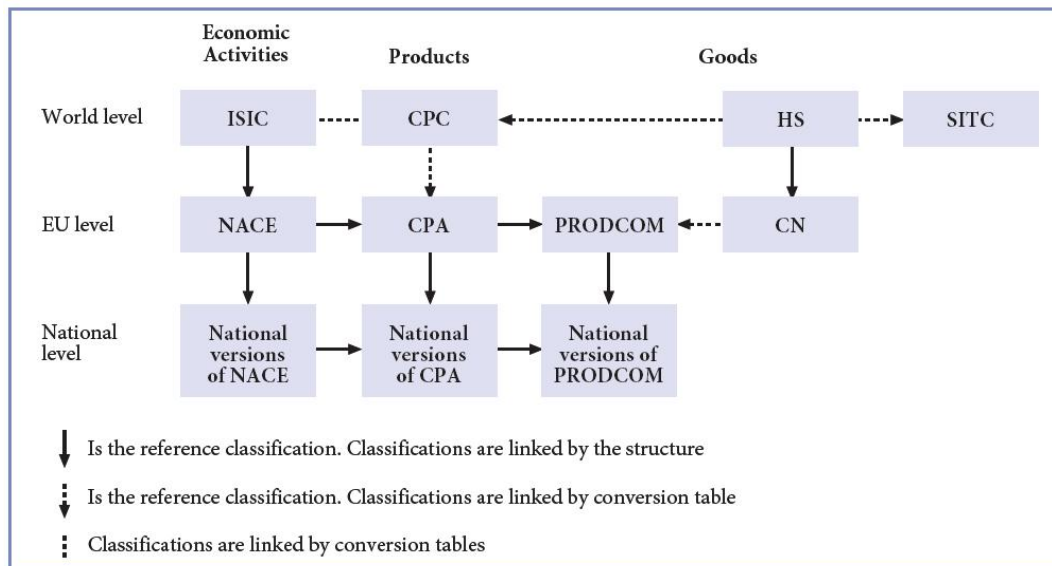 Economic
Activities
Products
Goods
World level
ISIC
CPC
HS
SITC
EU level
NACE
CPA
PRODCOM
CN
National
level
National
versions
of NACE
National
versions
of CPA
National
versions of
PRODCOM
Is the reference classification. Classifications are linked by the structure
Is the reference classification. Classifications are linked by conversion table
Classifications are linked by conversion tables